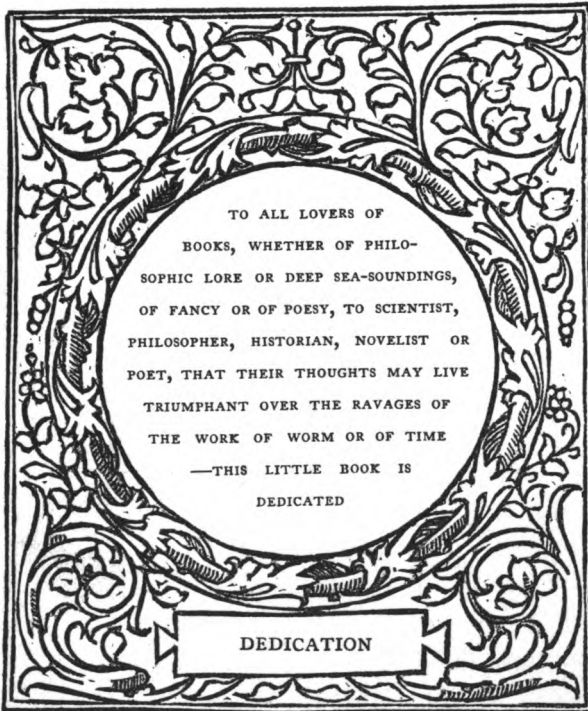 TO ALL LOVERS OF
BOOKS, WHETHER OF PHILO-
SOPHIC LORE OR DEEP SEA-SOUNDINGS,
OF FANCY OR OF POESY, TO SCIENTIST,
PHILOSOPHER, HISTORIAN, NOVELIST OR
POET, THAT THEIR THOUGHTS MAY LIVE
TRIUMPHANT OVER THE RAVAGES OF
THE WORK OF WORM OR OF TIME
—THIS LITTLE BOOK IS
DEDICATED
DEDICATION